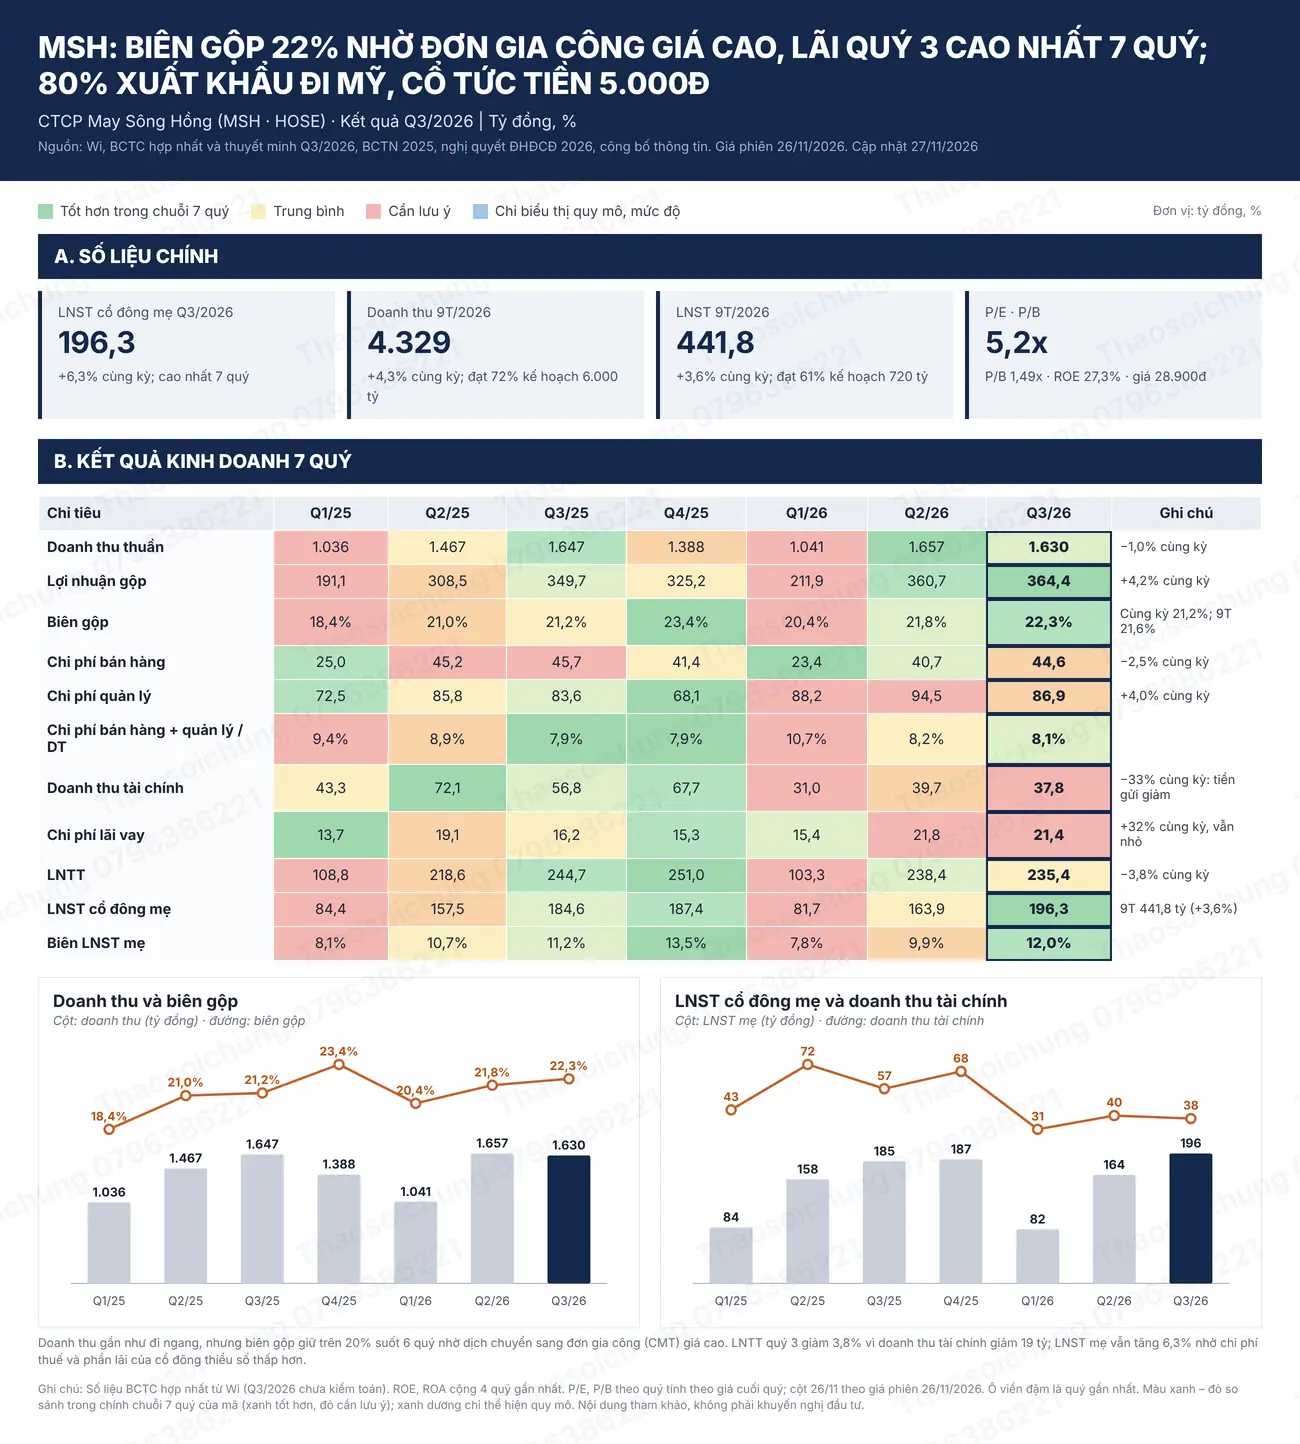 MSH: BIÊN GỘP 22% NHỜ ĐƠN GIA CÔNG GIÁ CAO, LÃI QUÝ 3 CAO NHẤT 7 QUÝ;
80% XUẤT KHẨU ĐI MỸ, CỔ TỨC TIỀN 5.000Đ
CTCP May Sông Hồng (MSH · HOSE) · Kết quả Q3/2026 | Tỷ đồng, %
Nguồn: Wi, BCTC hợp nhất và thuyết minh Q3/2026, BCTN 2025, nghị quyết ĐHĐCĐ 2026, công bố thông tin. Giá phiên 26/11/2026. Cập nhật 27/11/2026
Tốt hơn trong chuỗi 7 quý Trung bình Cần lưu ý Chỉ biểu thị quy mô, mức độ Đơn vị: tỷ đồng, %
A. SỐ LIỆU CHÍNH
LNST cổ đông mẹ Q3/2026
196,3
+6,3% cùng kỳ; cao nhất 7 quý
Doanh thu 9T/2026
4.329
+4,3% cùng kỳ; đạt 72% kế hoạch 6.000
tỷ
LNST 9T/2026
441,8
+3,6% cùng kỳ; đạt 61% kế hoạch 720 tỷ
P/E · P/B
5,2x
P/B 1,49x · ROE 27,3% · giá 28.900đ
B. KẾT QUẢ KINH DOANH 7 QUÝ
Chỉ tiêu Q1/25 Q2/25 Q3/25 Q4/25 Q1/26 Q2/26 Q3/26 Ghi chú
Doanh thu thuần 1.036 1.467 1.647 1.388 1.041 1.657 1.630 −1,0% cùng kỳ
Lợi nhuận gộp 191,1 308,5 349,7 325,2 211,9 360,7 364,4 +4,2% cùng kỳ
Biên gộp 18,4% 21,0% 21,2% 23,4% 20,4% 21,8% 22,3% Cùng kỳ 21,2%; 9T
21,6%
Chi phí bán hàng 25,0 45,2 45,7 41,4 23,4 40,7 44,6 −2,5% cùng kỳ
Chi phí quản lý 72,5 85,8 83,6 68,1 88,2 94,5 86,9 +4,0% cùng kỳ
Chi phí bán hàng + quản lý /
DT 9,4% 8,9% 7,9% 7,9% 10,7% 8,2% 8,1%
Doanh thu tài chính 43,3 72,1 56,8 67,7 31,0 39,7 37,8 −33% cùng kỳ: tiền
gửi giảm
Chi phí lãi vay 13,7 19,1 16,2 15,3 15,4 21,8 21,4 +32% cùng kỳ, vẫn
nhỏ
LNTT 108,8 218,6 244,7 251,0 103,3 238,4 235,4 −3,8% cùng kỳ
LNST cổ đông mẹ 84,4 157,5 184,6 187,4 81,7 163,9 196,3 9T 441,8 tỷ (+3,6%)
Biên LNST mẹ 8,1% 10,7% 11,2% 13,5% 7,8% 9,9% 12,0%
Doanh thu và biên gộp
Cột: doanh thu (tỷ đồng) · đường: biên gộp
18,4% 21,0% 21,2% 23,4% 20,4% 21,8% 22,3%
1.036 1.467 1.647 1.388 1.041 1.657 1.630
Q1/25 Q2/25 Q3/25 Q4/25 Q1/26 Q2/26 Q3/26
LNST cổ đông mẹ và doanh thu tài chính
Cột: LNST mẹ (tỷ đồng) · đường: doanh thu tài chính
43 72 57 68 31 40 38
84 158 185 187 82 164 196
Q1/25 Q2/25 Q3/25 Q4/25 Q1/26 Q2/26 Q3/26
Doanh thu gần như đi ngang, nhưng biên gộp giữ trên 20% suốt 6 quý nhờ dịch chuyển sang đơn gia công (CMT) giá cao. LNTT quý 3 giảm 3,8% vì doanh thu tài chính giảm 19 tỷ; LNST mẹ vẫn tăng 6,3% nhờ chi phí
thuế và phần lãi của cổ đông thiểu số thấp hơn.
Ghi chú: Số liệu BCTC hợp nhất từ Wi (Q3/2026 chưa kiểm toán). ROE, ROA cộng 4 quý gần nhất. P/E, P/B theo quý tính theo giá cuối quý; cột 26/11 theo giá phiên 26/11/2026. Ô viền đậm là quý gần nhất. Màu xanh – đỏ so
sánh trong chính chuỗi 7 quý của mã (xanh tốt hơn, đỏ cần lưu ý); xanh dương chỉ thể hiện quy mô. Nội dung tham khảo, không phải khuyến nghị đầu tư.
Thaosoichung 0796386221